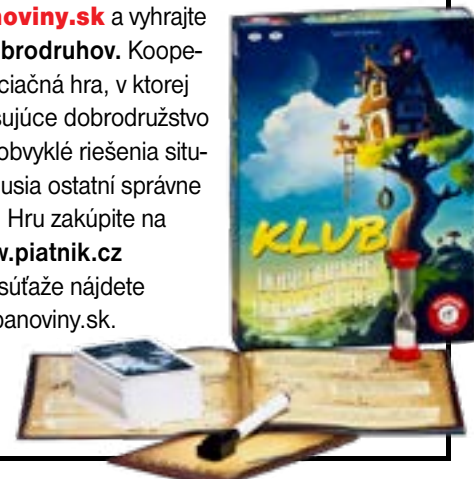 noviny.sk a vyhrajte
brodruhov. Koope-
ciačná hra, v ktorej
sujúce dobrodružstvo
obvyklé riešenia situ-
usia ostatní správne
Hru zakúpite na
w.piatnik.cz
súťaže nájdete
panoviny.sk.
KLUB